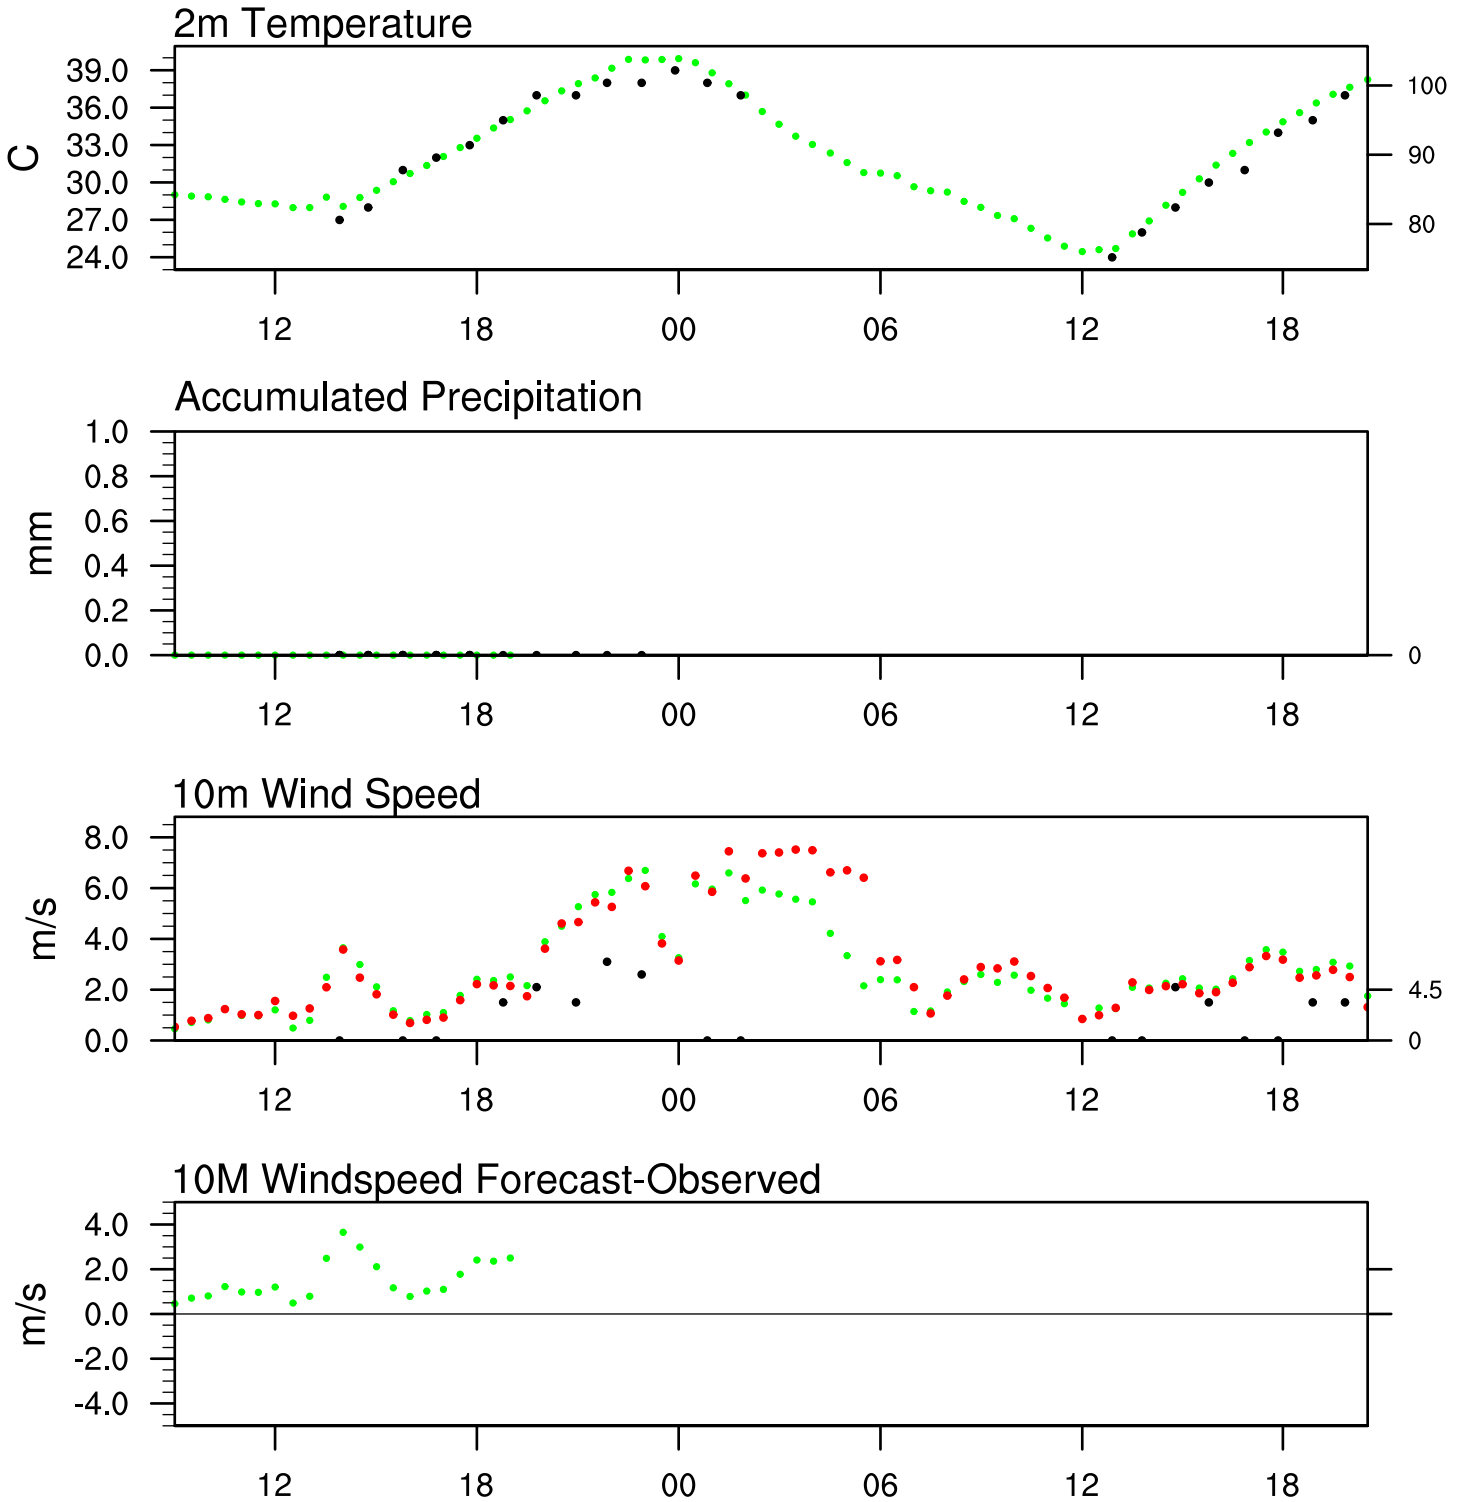 2m Temperature
C
39.0
36.0
33.0
30.0
27.0
24.0
100
90
80
12 18 00 06 12 18
Accumulated Precipitation
mm
1.0
0.8
0.6
0.4
0.2
0.0
0
12 18 00 06 12 18
10m Wind Speed
m/s
8.0
6.0
4.0
2.0
0.0
4.5
0
12 18 00 06 12 18
10M Windspeed Forecast-Observed
m/s
4.0
2.0
0.0
-2.0
-4.0
12 18 00 06 12 18